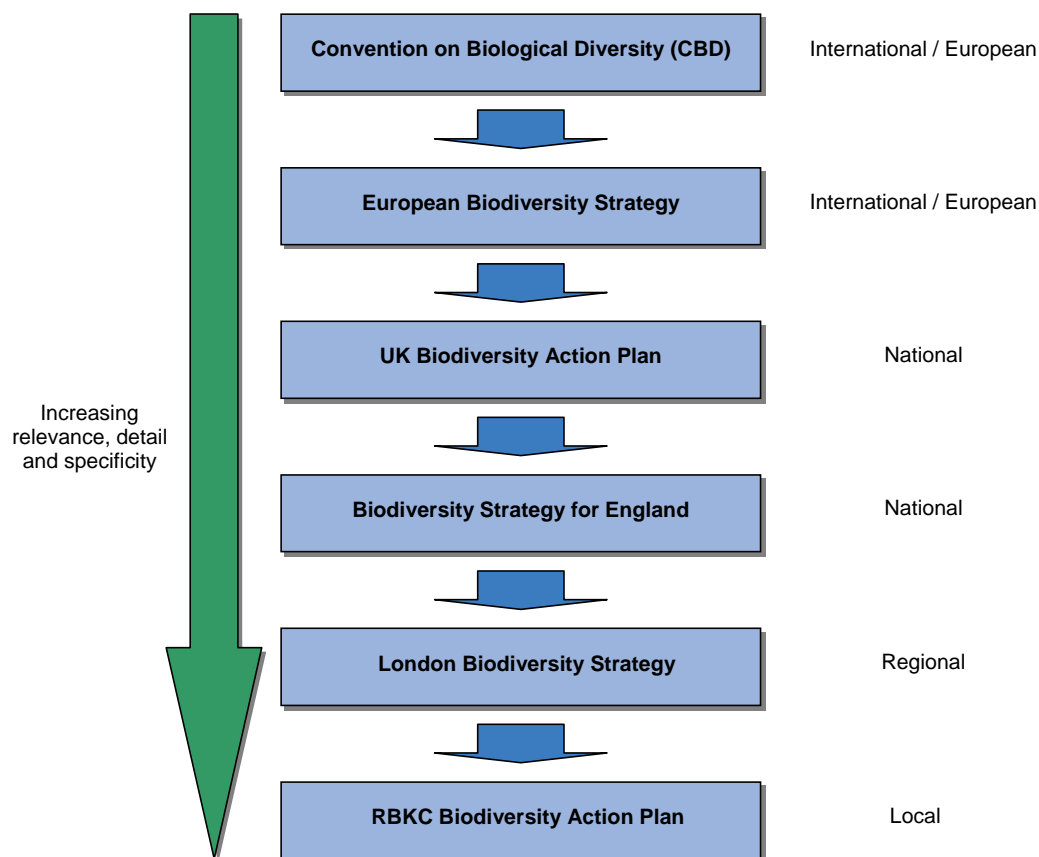 Convention on Biological Diversity (CBD)
International / European
European Biodiversity Strategy
International / European
UK Biodiversity Action Plan
National
Increasing
relevance, detail
and specificity
Biodiversity Strategy for England
National
London Biodiversity Strategy
Regional
RBKC Biodiversity Action Plan
Local